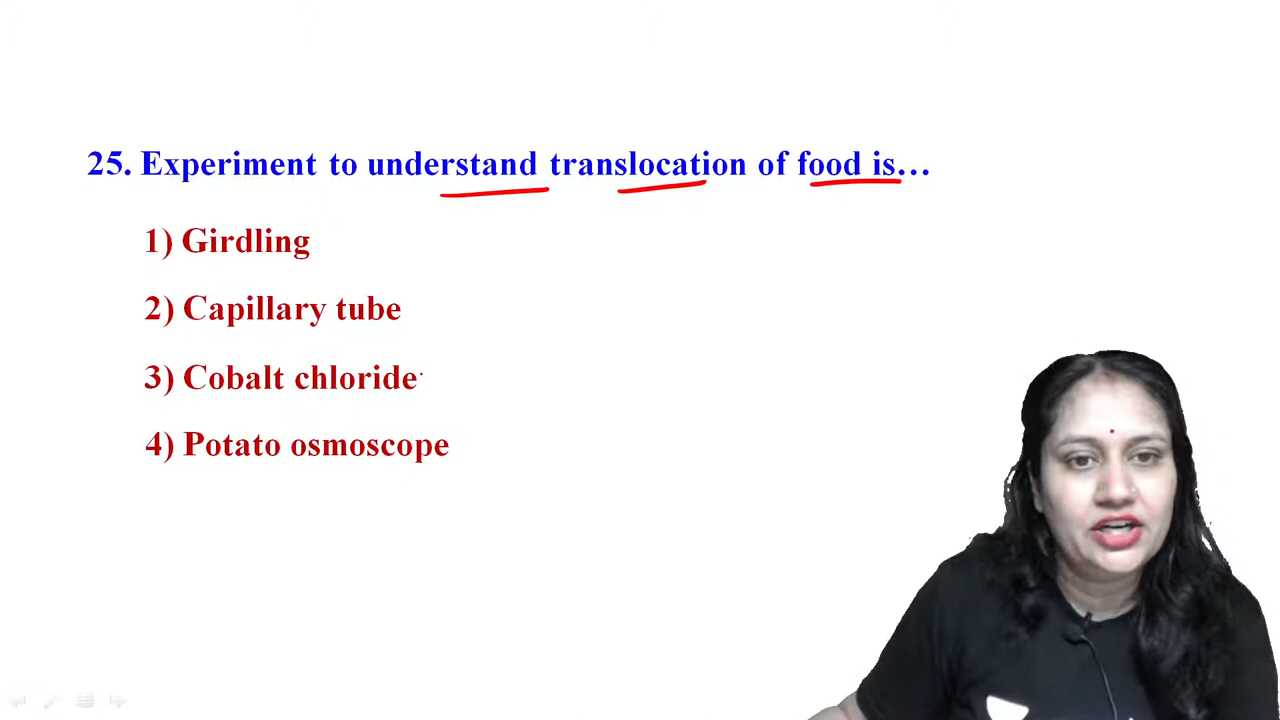 25. Experiment to understand translocation of food is…
1) Girdling
2) Capillary tube
3) Cobalt chloride
4) Potato osmoscope